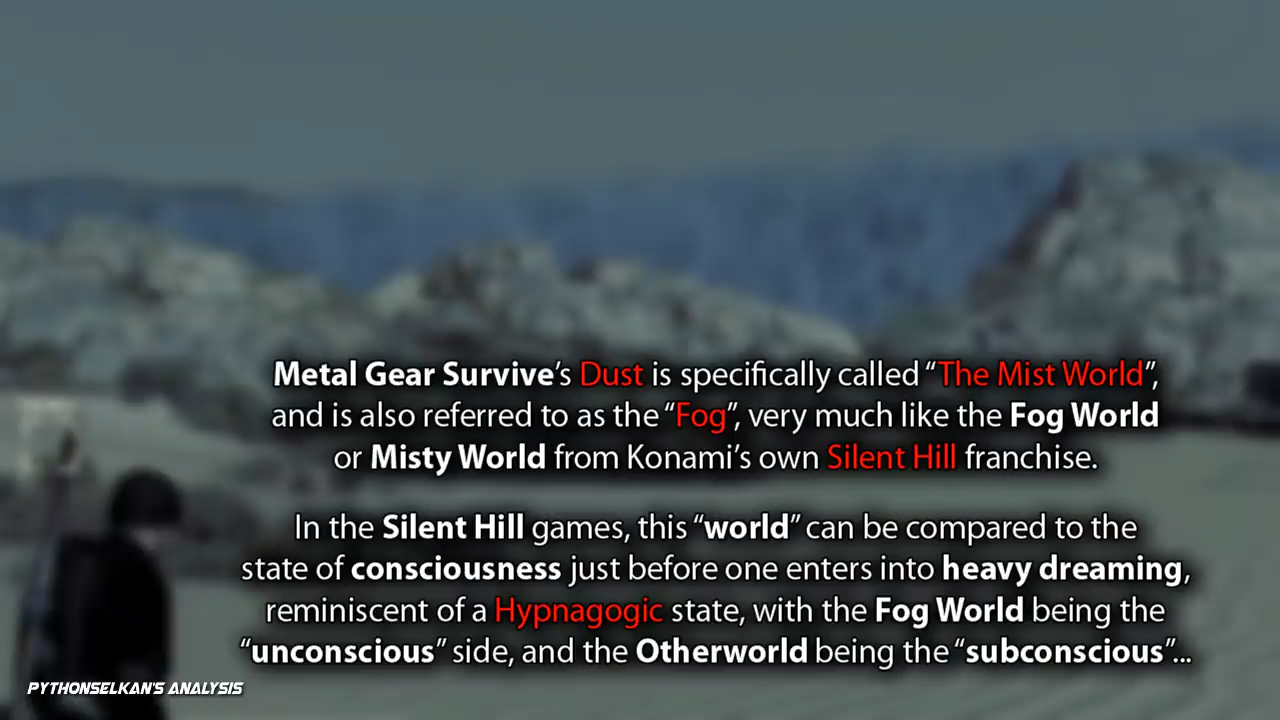 Metal Gear Survive’s Dust is specifically called “The Mist World”,
and is also referred to as the “Fog”, very much like the Fog World
or Misty World from Konami’s own Silent Hill franchise.
In the Silent Hill games, this “world” can be compared to the
state of consciousness just before one enters into heavy dreaming,
reminiscent of a Hypnagogic state, with the Fog World being the
“unconscious” side, and the Otherworld being the “subconscious”...
PYTHONSELKAN'S ANALYSIS